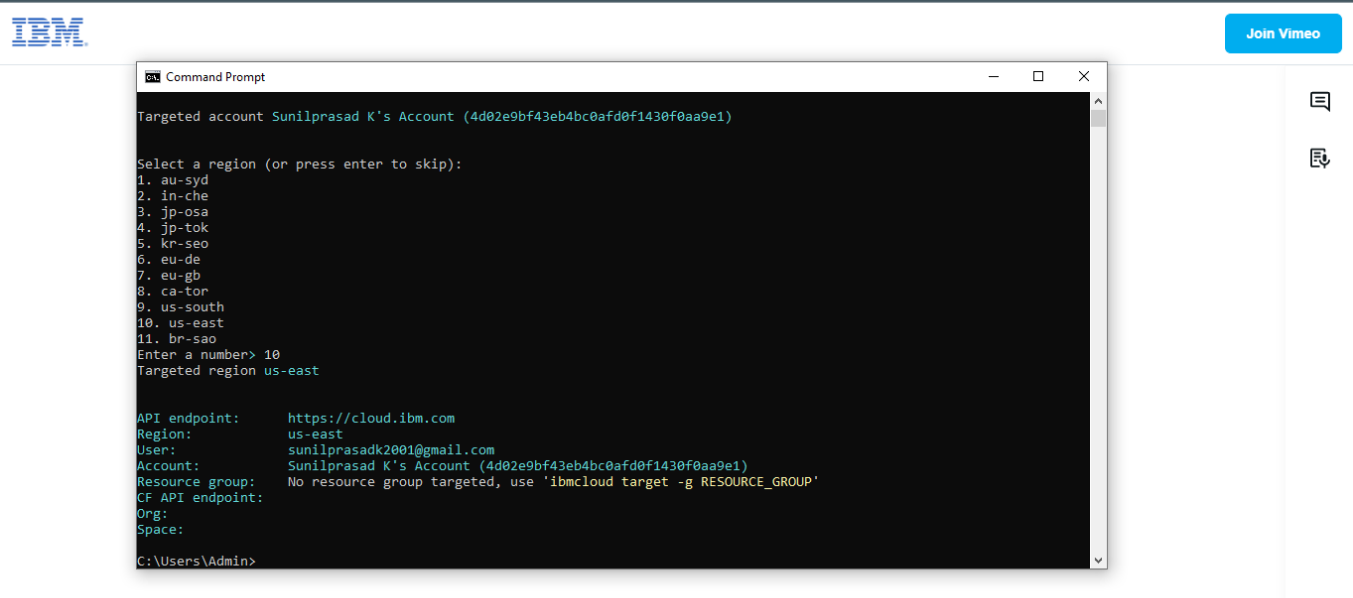 IBM
Join Vimeo
Command Prompt
Targeted account Sunilprasad K's Account (4d02e9bf43eb4bc0afd0f1430f0aa9e1)
Select a region (or press enter to skip):
1. au-syd
2. in-che
3. jp-osa
4. jp-tok
5. kr-seo
6. eu-de
7. eu-gb
8. ca-tor
9. us-south
10. us-east
11. br-sao
Enter a number> 10
Targeted region us-east
API endpoint: https://cloud.ibm.com
Region: us-east
User: sunilprasadk2001@gmail.com
Account: Sunilprasad K's Account (4d02e9bf43eb4bc0afd0f1430f0aa9e1)
Resource group: No resource group targeted, use 'ibmcloud target -g RESOURCE_GROUP'
CF API endpoint:
Org:
Space:
C:\Users\Admin>